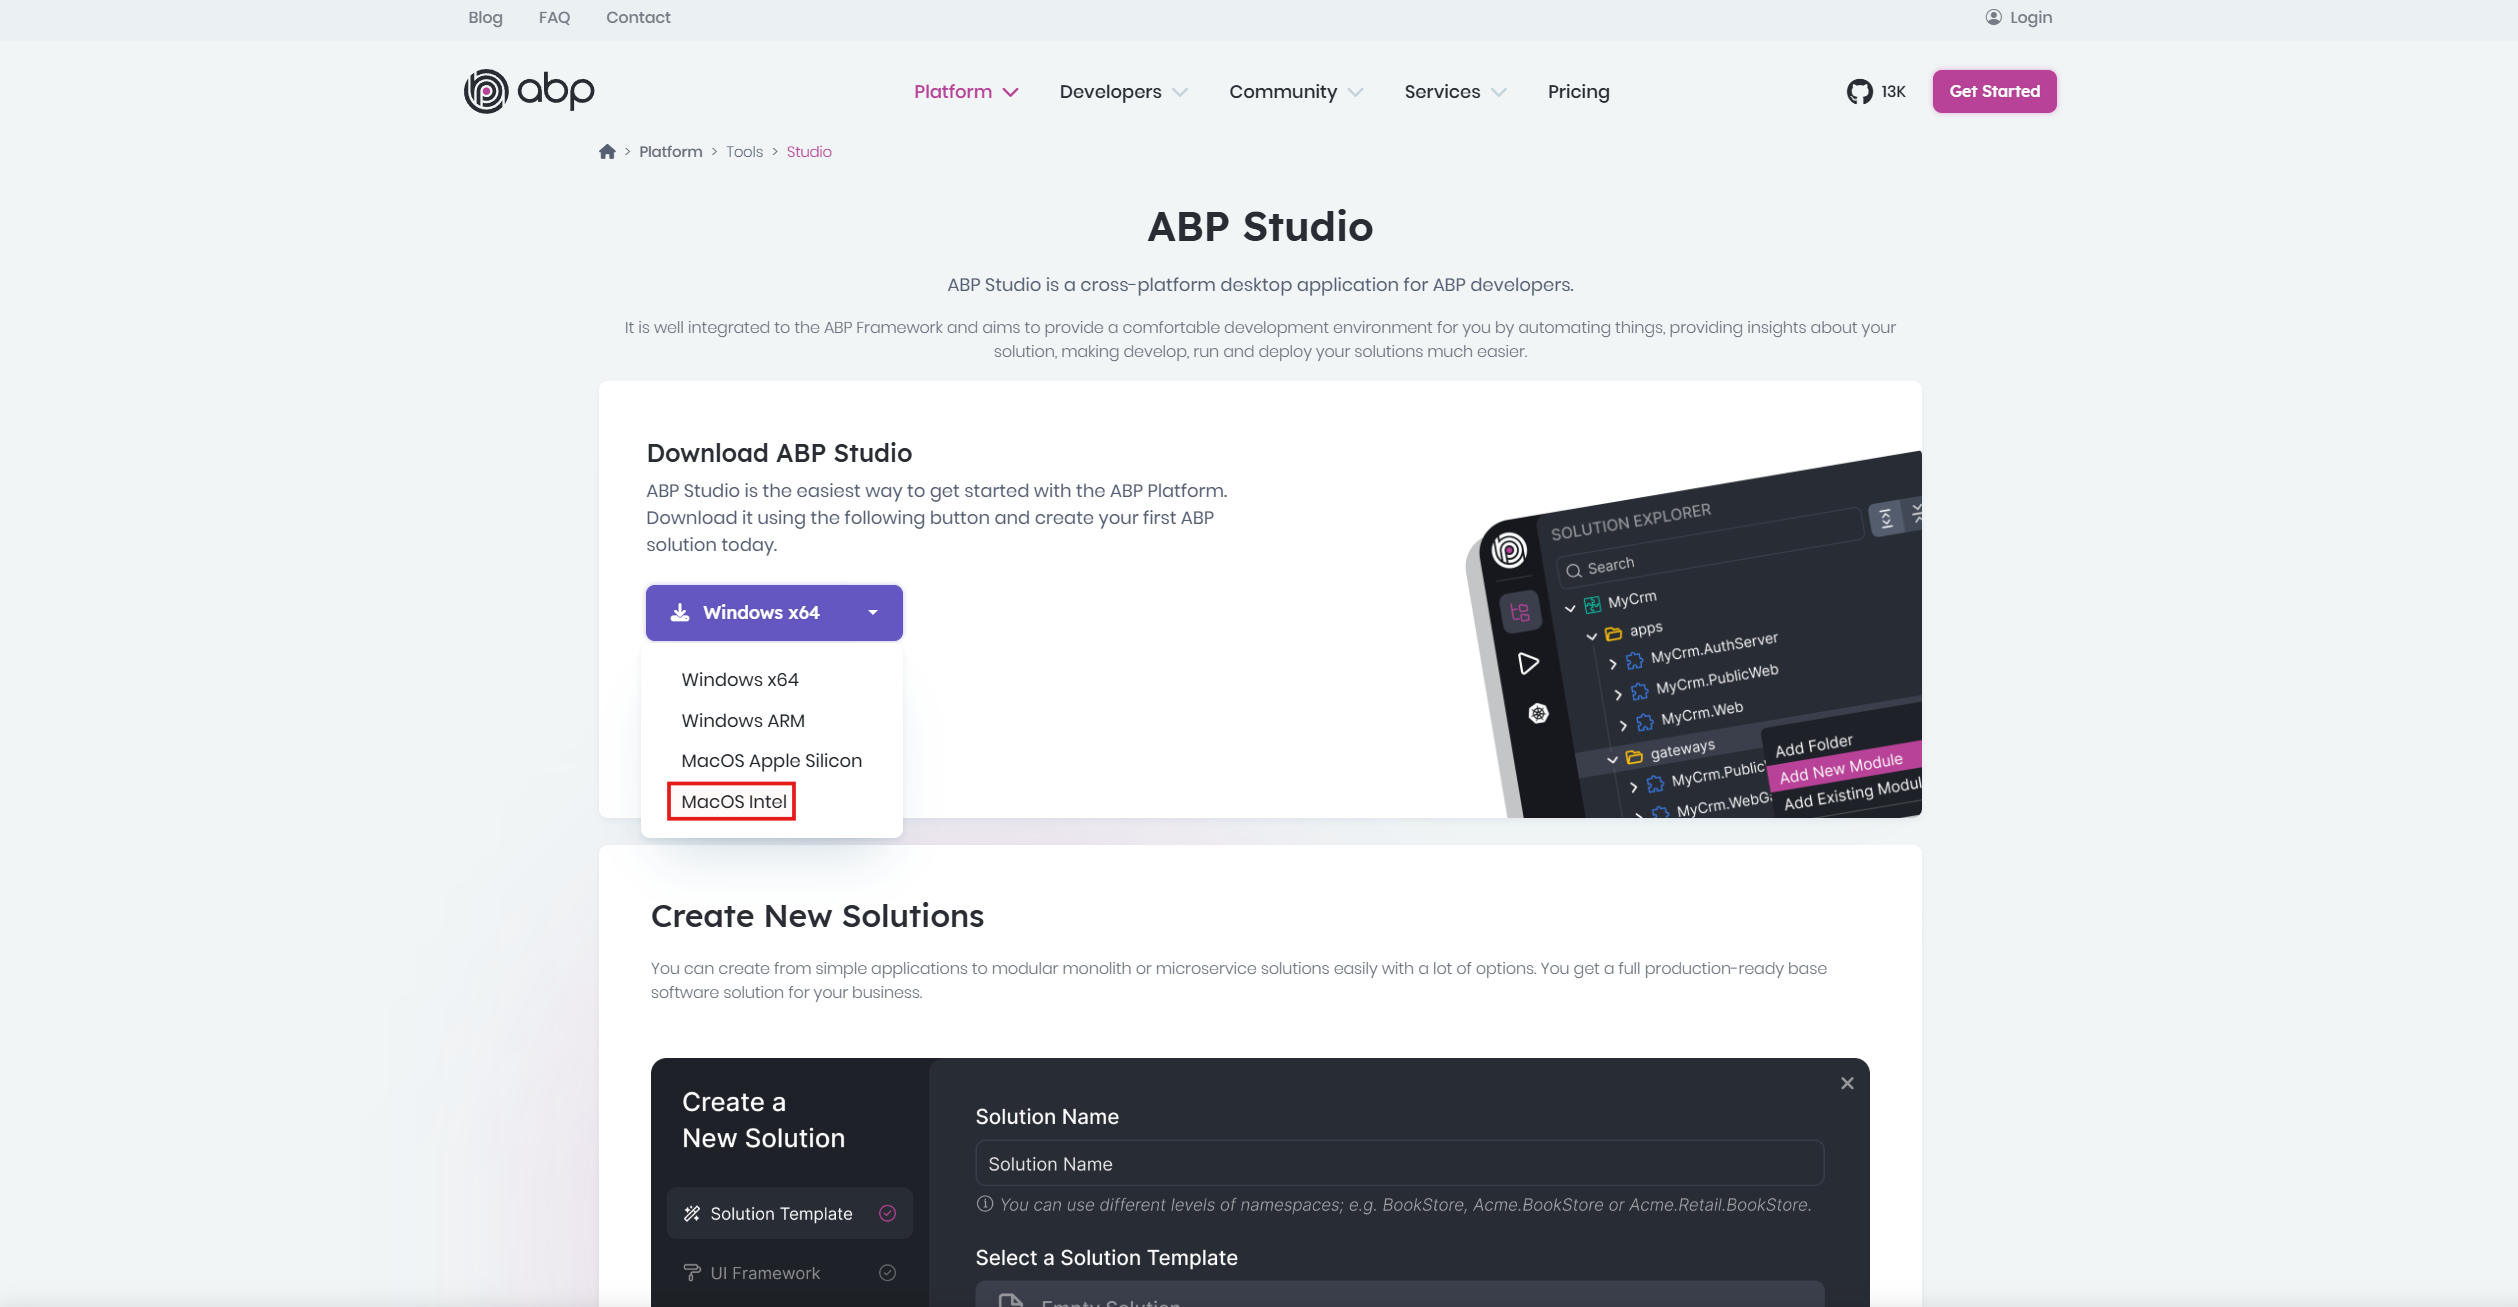 Blog FAQ Contact Login
abp Platform Developers Community Services Pricing 13K Get Started
> Platform > Tools > Studio
ABP Studio
ABP Studio is a cross-platform desktop application for ABP developers.
It is well integrated to the ABP Framework and aims to provide a comfortable development environment for you by automating things, providing insights about your
solution, making develop, run and deploy your solutions much easier.
Download ABP Studio
ABP Studio is the easiest way to get started with the ABP Platform.
Download it using the following button and create your first ABP
solution today.
Windows x64
Windows x64
Windows ARM
MacOS Apple Silicon
MacOS Intel
SOLUTION EXPLORER
Search
MyCrm
apps
MyCrm.AuthServer
MyCrm.PublicWeb
MyCrm.Web
gateways
MyCrm.Public
MyCrm.WebGa
Add Folder
Add New Module
Add Existing Modul
Create New Solutions
You can create from simple applications to modular monolith or microservice solutions easily with a lot of options. You get a full production-ready base
software solution for your business.
Create a
New Solution
Solution Template
UI Framework
Solution Name
Solution Name
You can use different levels of namespaces; e.g. BookStore, Acme.BookStore or Acme.Retail.BookStore.
Select a Solution Template
Empty Solution